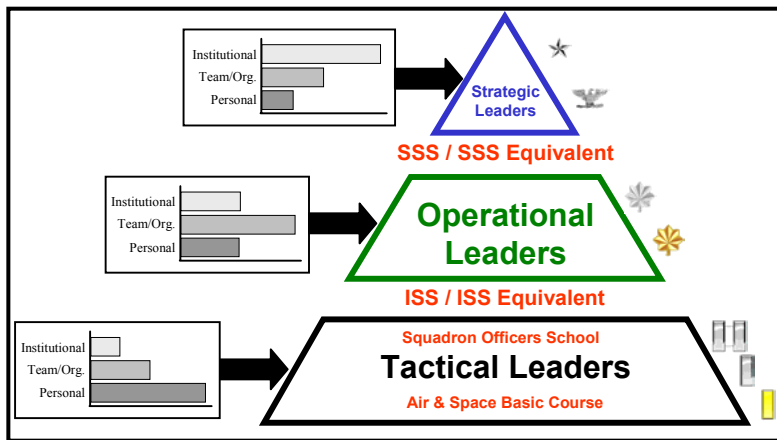 Institutional
Team/Org.
Personal
Strategic
Leaders
SSS / SSS Equivalent
Institutional
Team/Org.
Personal
Operational
Leaders
ISS / ISS Equivalent
Institutional
Team/Org.
Personal
Squadron Officers School
Tactical Leaders
Air & Space Basic Course